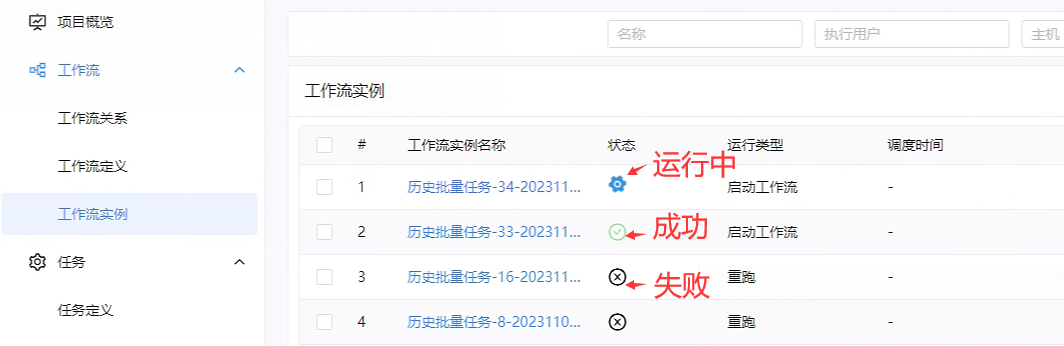 项目概览
工作流
工作流关系
工作流定义
工作流实例
任务
任务定义
名称 执行用户 主机
工作流实例
# 工作流实例名称 状态 运行类型 调度时间
1 历史批量任务-34-202311... 运行中 启动工作流 -
2 历史批量任务-33-202311... 成功 启动工作流 -
3 历史批量任务-16-202311... 失败 重跑 -
4 历史批量任务-8-2023110... 重跑 -